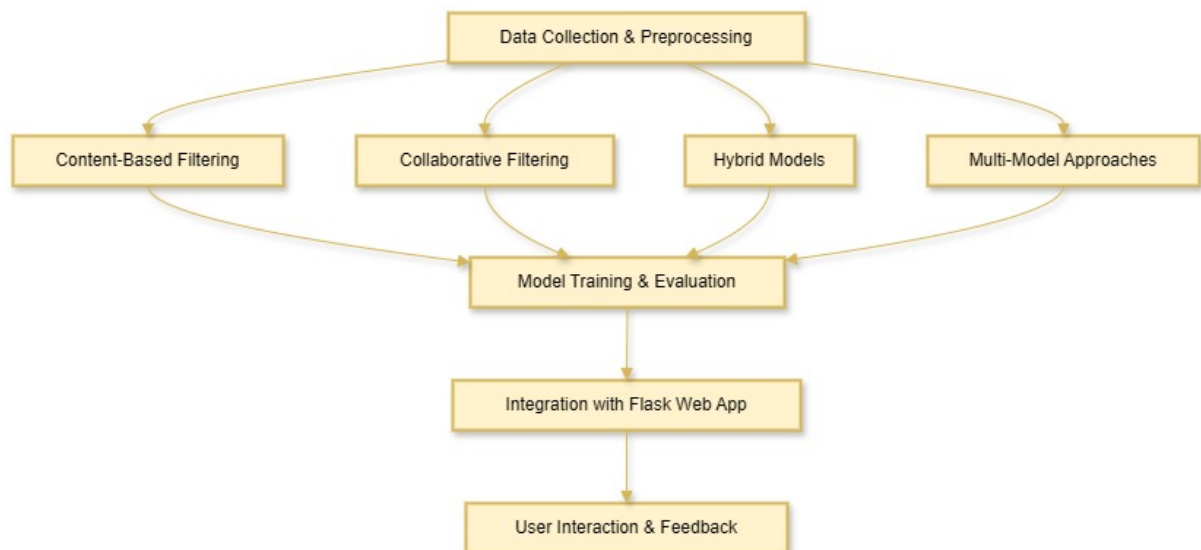 Data Collection & Preprocessing
Content-Based Filtering
Collaborative Filtering
Hybrid Models
Multi-Model Approaches
Model Training & Evaluation
Integration with Flask Web App
User Interaction & Feedback